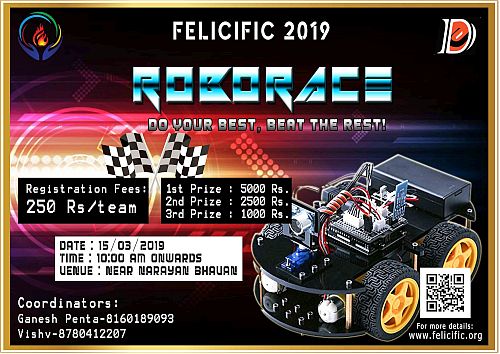 FELICIFIC 2019
ROBORACE
DO YOUR BEST, BEAT THE REST!
Registration Fees:
250 Rs/team
1st Prize : 5000 Rs.
2nd Prize : 2500 Rs.
3rd Prize : 1000 Rs.
DATE : 15/03/2019
TIME : 10:00 AM ONWARDS
VENUE : NEAR NARAYAN BHAVAN
Coordinators:
Ganesh Penta-8160189093
Vishv-8780412207
For more details:
www.felicific.org